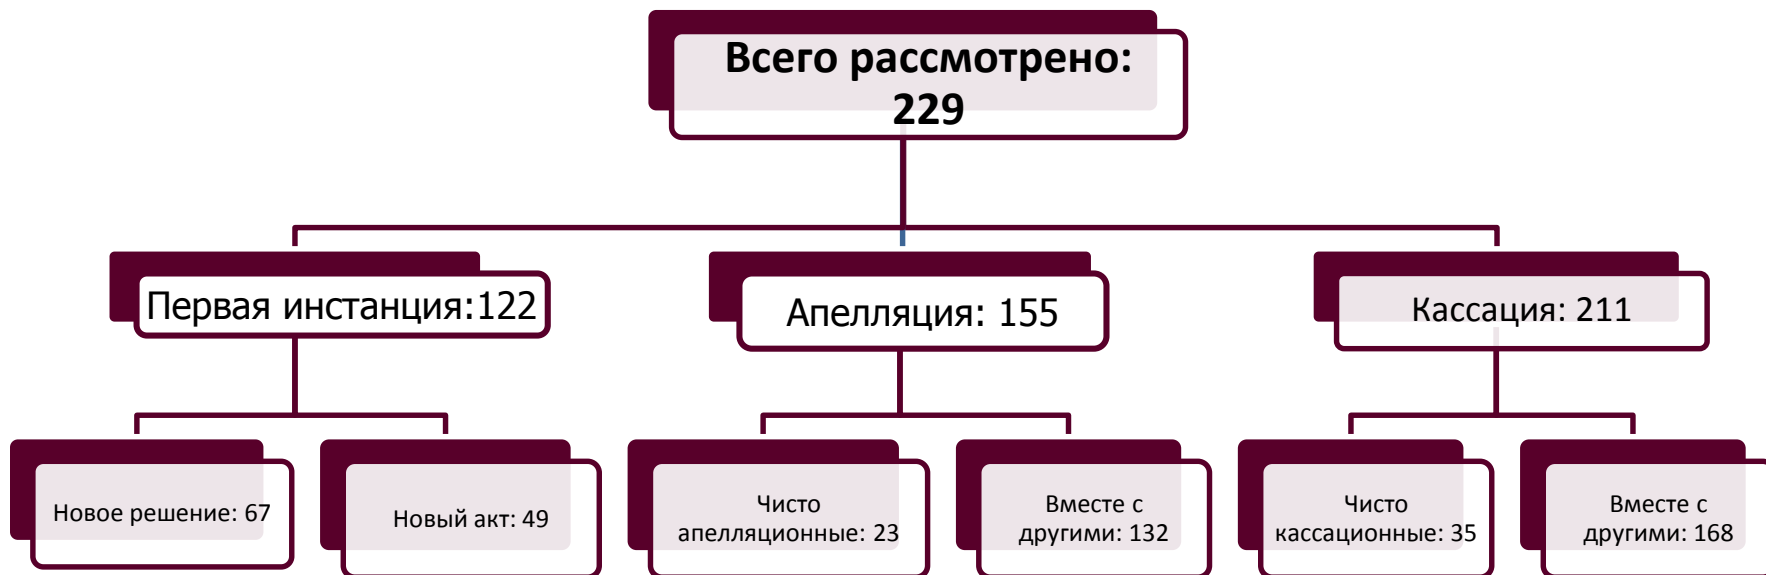 Всего рассмотрено:
229
Первая инстанция:122
Апелляция: 155
Кассация: 211
Новое решение: 67
Новый акт: 49
Чисто
апелляционные: 23
Вместе с
другими: 132
Чисто
кассационные: 35
Вместе с
другими: 168